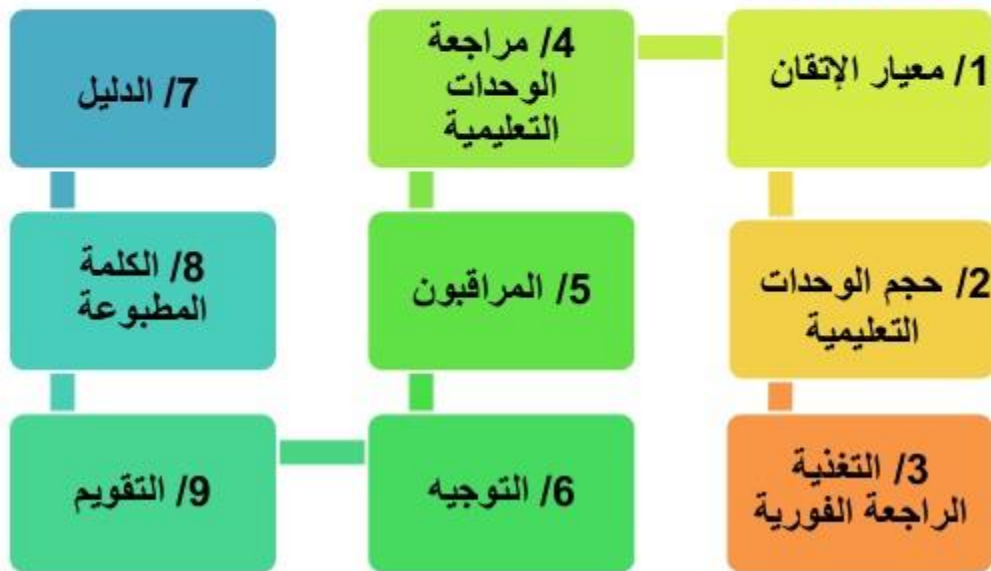 1/ معيار الإتقان
2/ حجم الوحدات
التعليمية
3/ التغذية
الراجعة الفورية
4/ مراجعة
الوحدات
التعليمية
5/ المراقبون
6/ التوجيه
7/ الدليل
8/ الكلمة
المطبوعة
9/ التقويم